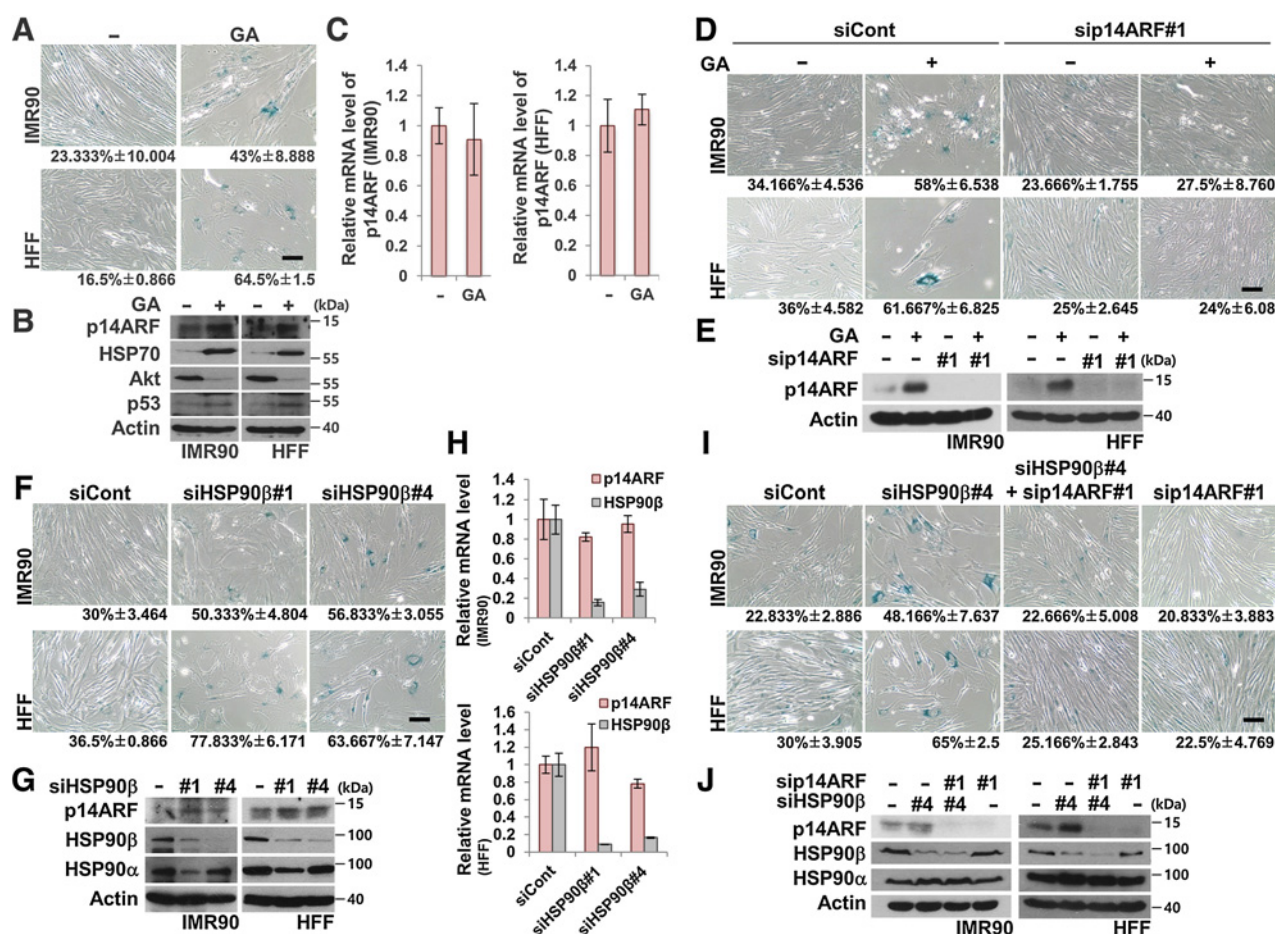 A
– GA
IMR90
23.333%±10.004 43%±8.888
HFF
16.5%±0.866 64.5%±1.5
B
GA – + – + (kDa)
p14ARF 15
HSP70 55
Akt 55
p53 55
Actin 40
IMR90 HFF
C
Relative mRNA level of
p14ARF (IMR90)
1.4
1.2
1
0.8
0.6
0.4
0.2
0
– GA
Relative mRNA level of
p14ARF (HFF)
1.4
1.2
1
0.8
0.6
0.4
0.2
0
– GA
D
siCont sip14ARF#1
GA – + – +
IMR90
34.166%±4.536 58%±6.538 23.666%±1.755 27.5%±8.760
HFF
36%±4.582 61.667%±6.825 25%±2.645 24%±6.08
E
GA – + – + – + – +
sip14ARF – – #1 #1 – – #1 #1 (kDa)
p14ARF 15
Actin 40
IMR90 HFF
F
siCont siHSP90β#1 siHSP90β#4
IMR90
30%±3.464 50.333%±4.804 56.833%±3.055
HFF
36.5%±0.866 77.833%±6.171 63.667%±7.147
G
siHSP90β – #1 #4 – #1 #4 (kDa)
p14ARF 15
HSP90β 100
HSP90α 100
Actin 40
IMR90 HFF
H
Relative mRNA level
(IMR90)
1.4
1.2
1
0.8
0.6
0.4
0.2
0
p14ARF
HSP90β
siCont siHSP90β#1 siHSP90β#4
Relative mRNA level
(HFF)
1.6
1.4
1.2
1
0.8
0.6
0.4
0.2
0
p14ARF
HSP90β
siCont siHSP90β#1 siHSP90β#4
I
siCont siHSP90β#4 siHSP90β#4 + sip14ARF#1 sip14ARF#1
IMR90
22.833%±2.886 48.166%±7.637 22.666%±5.008 20.833%±3.883
HFF
30%±3.905 65%±2.5 25.166%±2.843 22.5%±4.769
J
sip14ARF – – #1 #1 – – #1 #1
siHSP90β – #4 #4 – – #4 #4 – (kDa)
p14ARF 15
HSP90β 100
HSP90α 100
Actin 40
IMR90 HFF